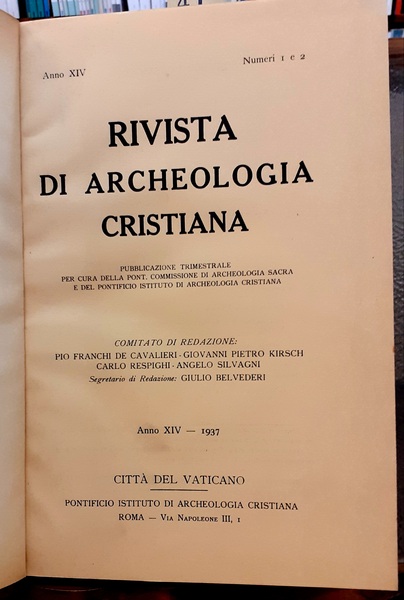 Anno XIV
Numeri 1 e 2
RIVISTA
DI ARCHEOLOGIA
CRISTIANA
PUBBLICAZIONE TRIMESTRALE
PER CURA DELLA PONT. COMMISSIONE DI ARCHEOLOGIA SACRA
E DEL PONTIFICIO ISTITUTO DI ARCHEOLOGIA CRISTIANA
COMITATO DI REDAZIONE:
PIO FRANCHI DE CAVALIERI - GIOVANNI PIETRO KIRSCH
CARLO RESPIGHI - ANGELO SILVAGNI
Segretario di Redazione: GIULIO BELVEDERI
Anno XIV — 1937
CITTÀ DEL VATICANO
PONTIFICIO ISTITUTO DI ARCHEOLOGIA CRISTIANA
ROMA — VIA NAPOLEONE III, 1